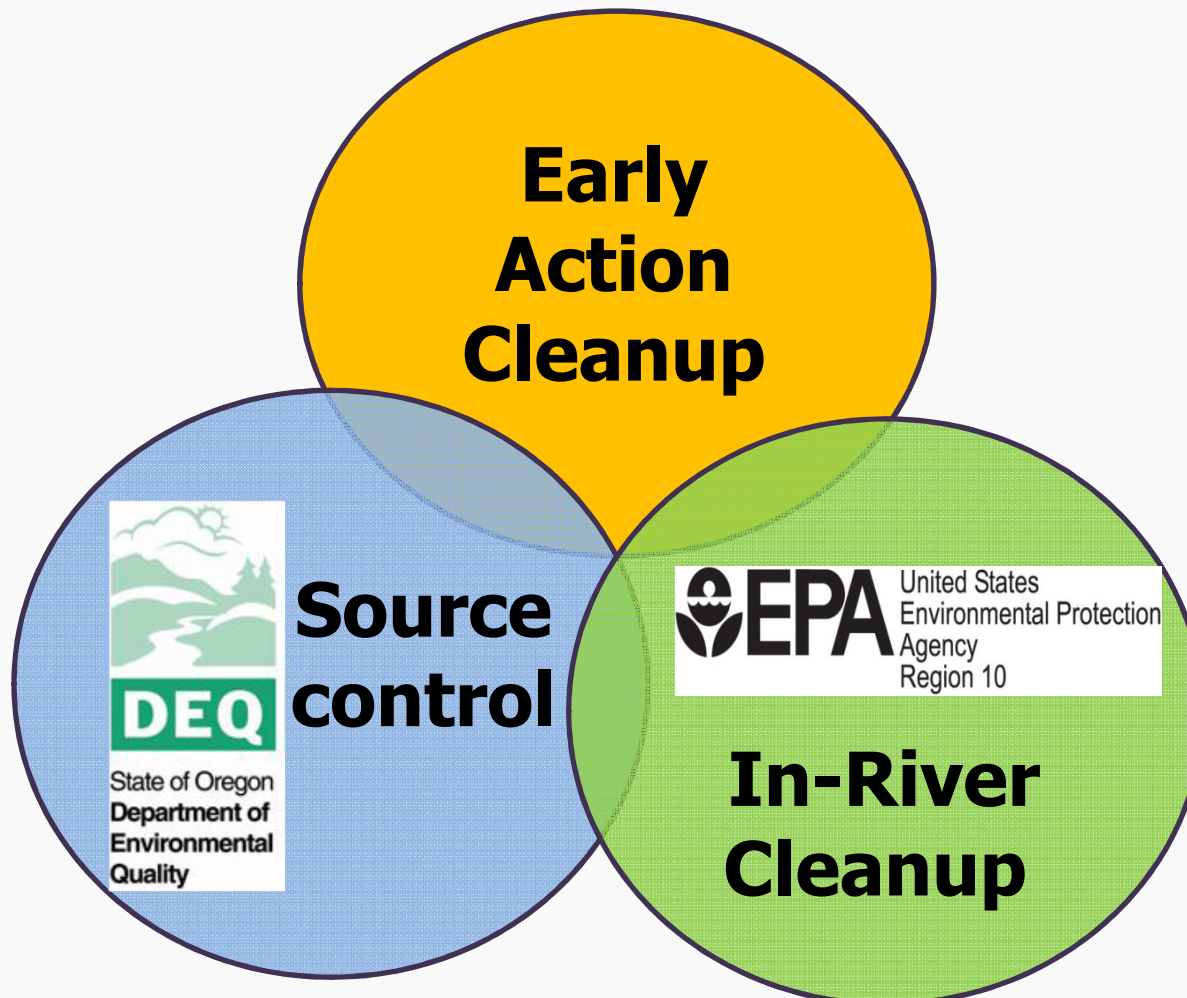 Early
Action
Cleanup
Source
control
DEQ
State of Oregon
Department of
Environmental
Quality
EPA
United States
Environmental Protection
Agency
Region 10
In-River
Cleanup